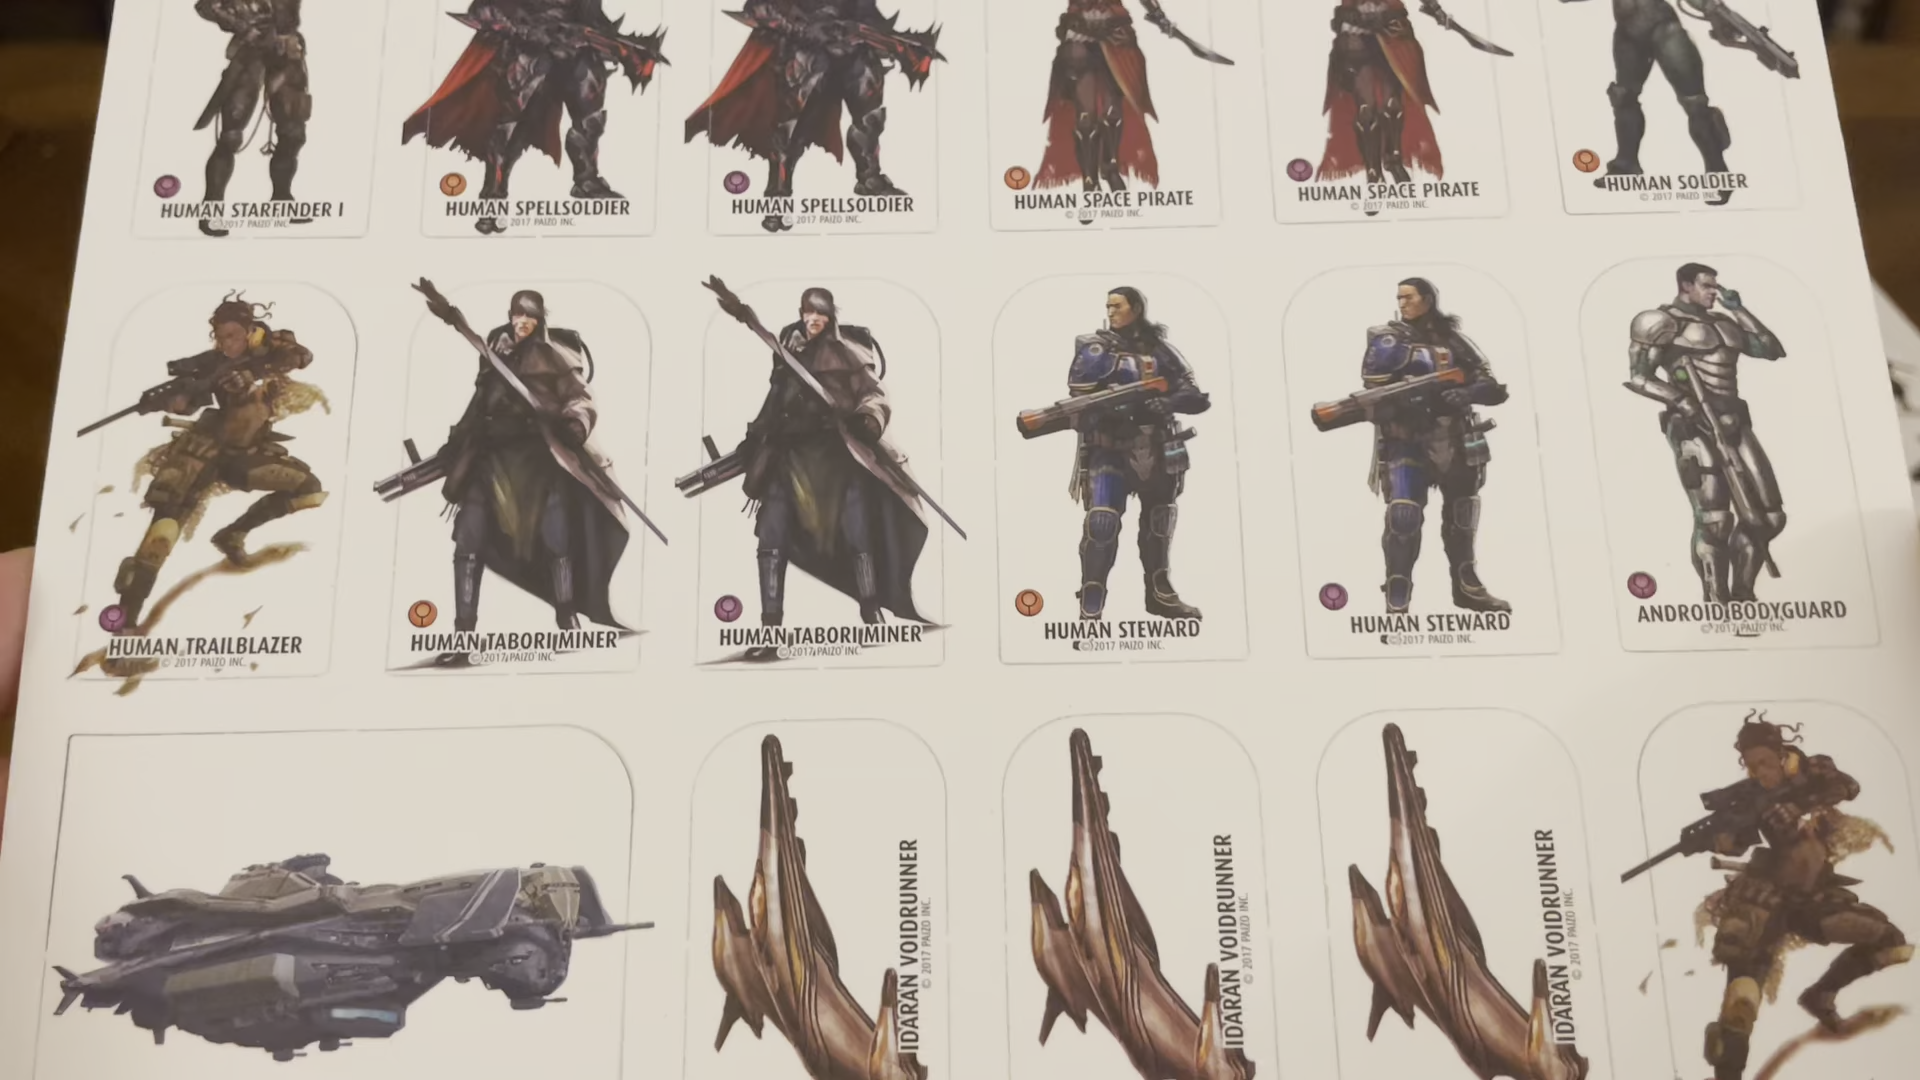 HUMAN STARFINDER I
© 2017 PAIZO INC.
HUMAN SPELLSOLDIER
© 2017 PAIZO INC.
HUMAN SPELLSOLDIER
© 2017 PAIZO INC.
HUMAN SPACE PIRATE
© 2017 PAIZO INC.
HUMAN SPACE PIRATE
© 2017 PAIZO INC.
HUMAN SOLDIER
© 2017 PAIZO INC.
HUMAN TRAILBLAZER
© 2017 PAIZO INC.
HUMAN TABORI MINER
© 2017 PAIZO INC.
HUMAN TABORI MINER
© 2017 PAIZO INC.
HUMAN STEWARD
© 2017 PAIZO INC.
HUMAN STEWARD
© 2017 PAIZO INC.
ANDROID BODYGUARD
© 2017 PAIZO INC.
IDARAN VOIDRUNNER
© 2017 PAIZO INC.
IDARAN VOIDRUNNER
© 2017 PAIZO INC.
IDARAN VOIDRUNNER
© 2017 PAIZO INC.